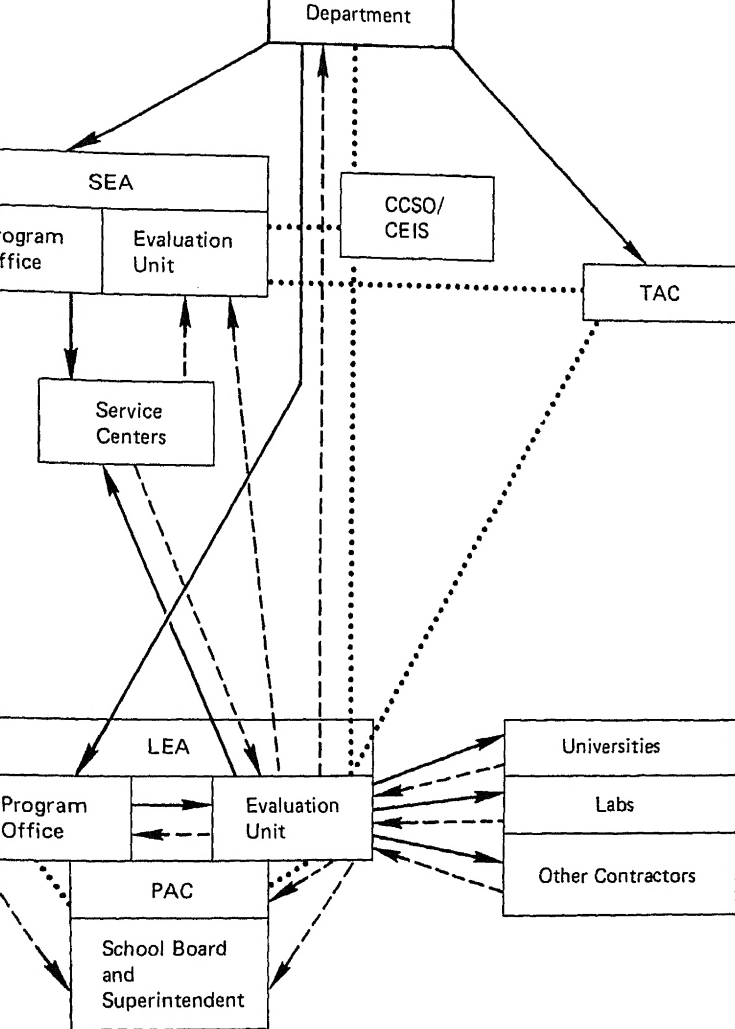 Department
SEA
CCSO/
CEIS
rogram
ffice
Evaluation
Unit
TAC
Service
Centers
LEA
Universities
Program
Office
Evaluation
Unit
Labs
PAC
Other Contractors
School Board
and
Superintendent